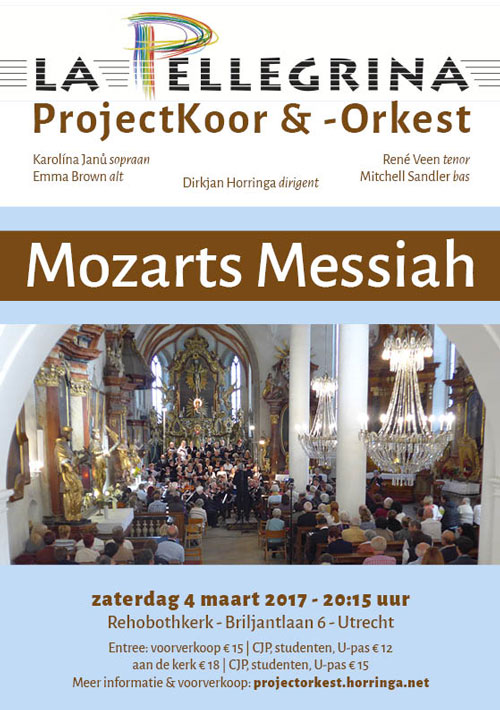 LA PELLEGRINA
ProjectKoor & -Orkest
Karolína Janů sopraan
Emma Brown alt
Dirkjan Horringa dirigent
René Veen tenor
Mitchell Sandler bas
Mozarts Messiah
zaterdag 4 maart 2017 - 20:15 uur
Rehobothkerk - Briljantlaan 6 - Utrecht
Entree: voorverkoop € 15 | CJP, studenten, U-pas € 12
aan de kerk € 18 | CJP, studenten, U-pas € 15
Meer informatie & voorverkoop: projectorkest.horringa.net